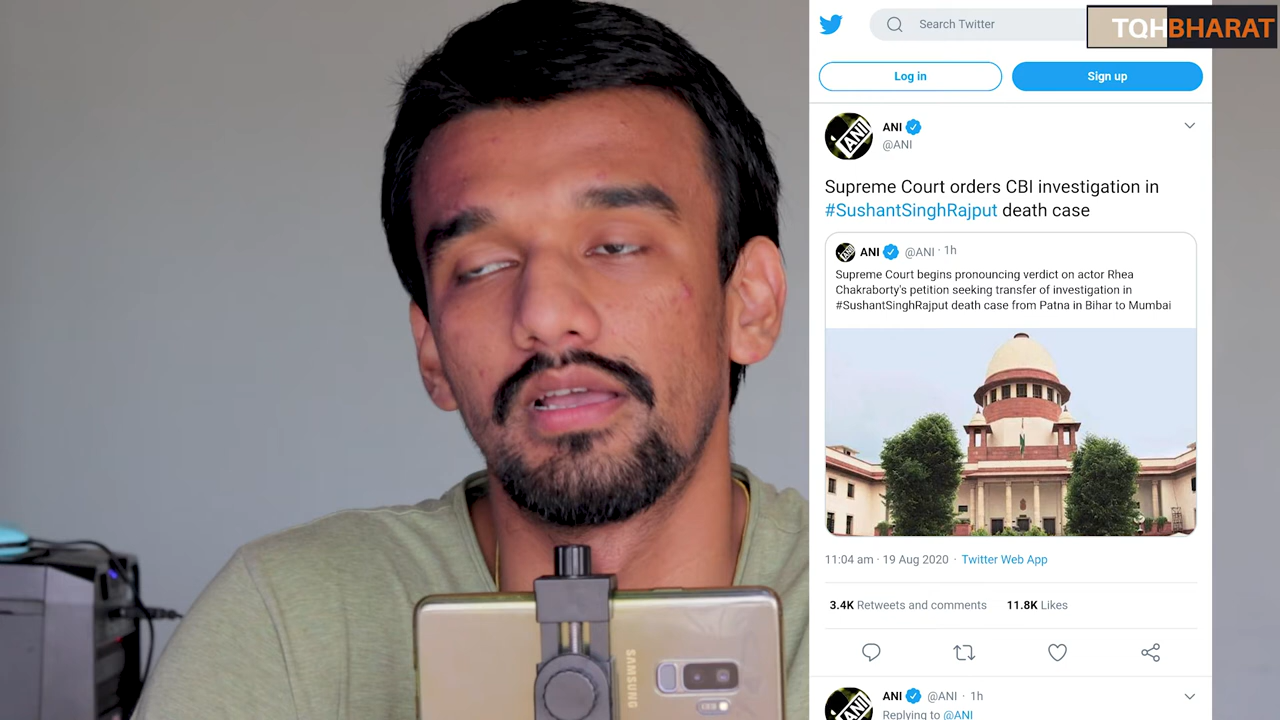 Search Twitter
TQHBHARAT
Log in
Sign up
ANI
@ANI
Supreme Court orders CBI investigation in
#SushantSinghRajput death case
ANI @ANI · 1h
Supreme Court begins pronouncing verdict on actor Rhea
Chakraborty's petition seeking transfer of investigation in
#SushantSinghRajput death case from Patna in Bihar to Mumbai
11:04 am · 19 Aug 2020 · Twitter Web App
3.4K Retweets and comments 11.8K Likes
ANI @ANI · 1h
Replying to @ANI
SAMSUNG
ANI